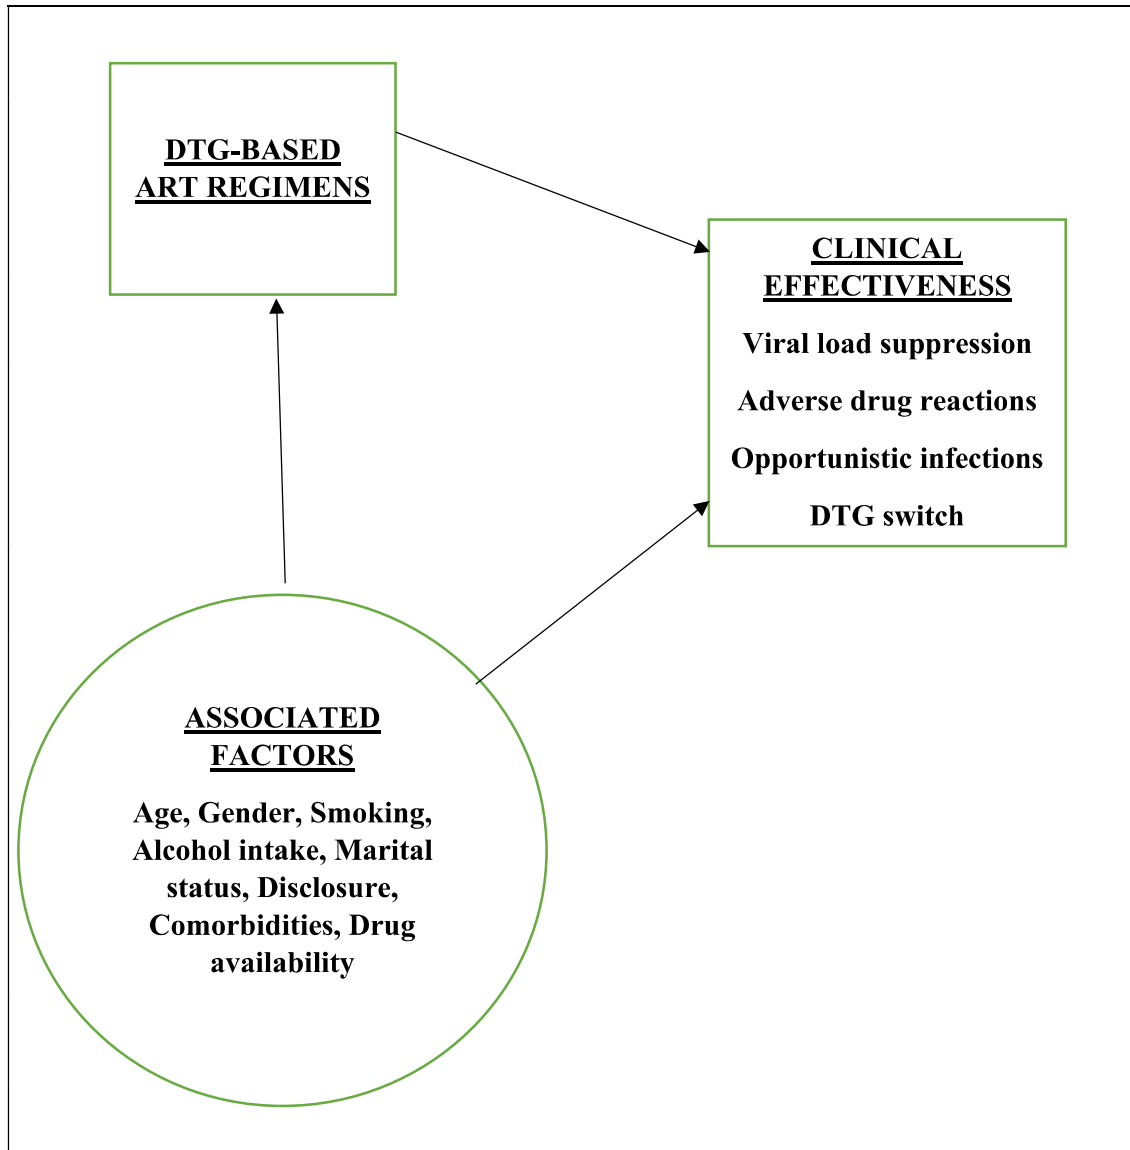 DTG-BASED
ART REGIMENS
CLINICAL
EFFECTIVENESS
Viral load suppression
Adverse drug reactions
Opportunistic infections
DTG switch
ASSOCIATED
FACTORS
Age, Gender, Smoking,
Alcohol intake, Marital
status, Disclosure,
Comorbidities, Drug
availability